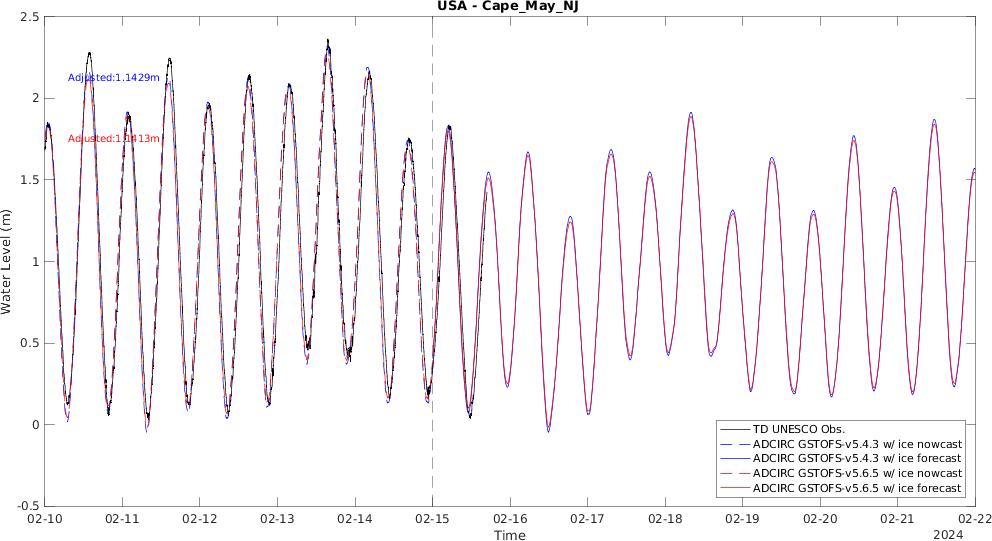 USA - Cape_May_NJ
2.5
2
1.5
1
0.5
0
-0.5
Water Level (m)
Adjusted:1.1429m
Adjusted:1.1413m
TD UNESCO Obs.
ADCIRC GSTOFS-v5.4.3 w/ ice nowcast
ADCIRC GSTOFS-v5.4.3 w/ ice forecast
ADCIRC GSTOFS-v5.6.5 w/ ice nowcast
ADCIRC GSTOFS-v5.6.5 w/ ice forecast
02-10 02-11 02-12 02-13 02-14 02-15 02-16 02-17 02-18 02-19 02-20 02-21 02-22
Time
2024